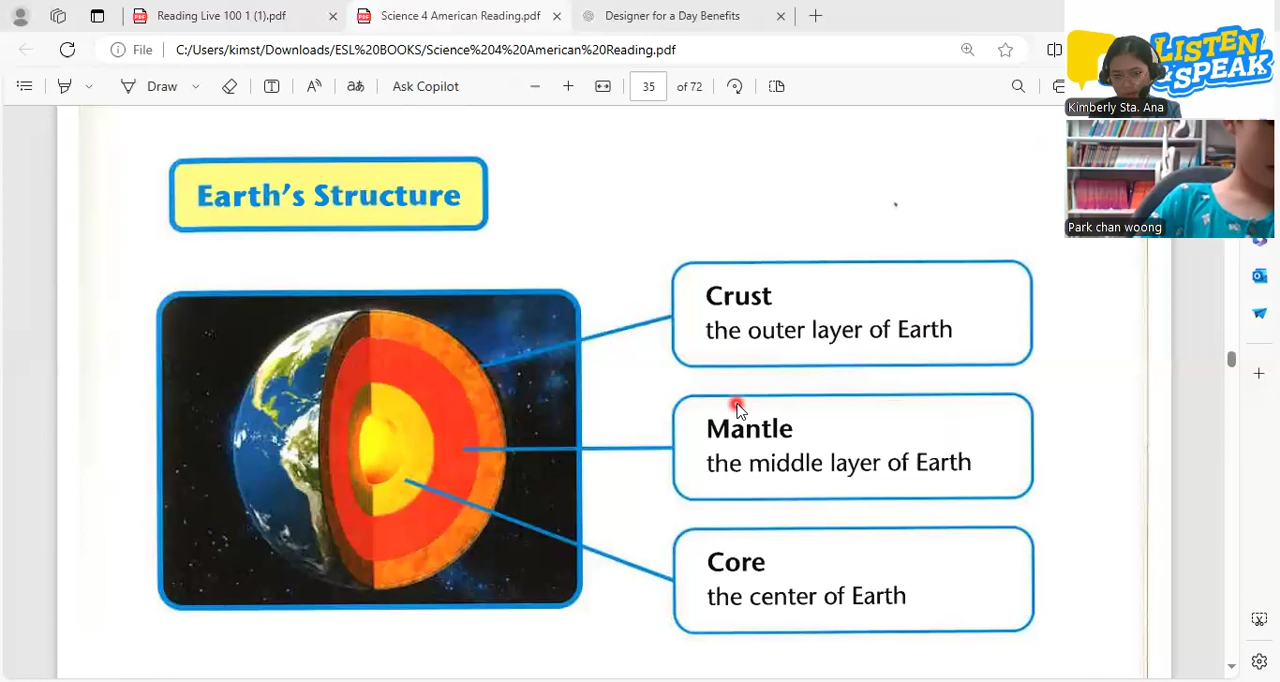 Reading Live 100 1 (1).pdf
Science 4 American Reading.pdf
Designer for a Day Benefits
File
C:/Users/kimst/Downloads/ESL%20BOOKS/Science%204%20American%20Reading.pdf
Draw
Ask Copilot
35
of 72
LISTEN
&SPEAK
Kimberly Sta. Ana
Park chan woong
Earth's Structure
Crust
the outer layer of Earth
Mantle
the middle layer of Earth
Core
the center of Earth